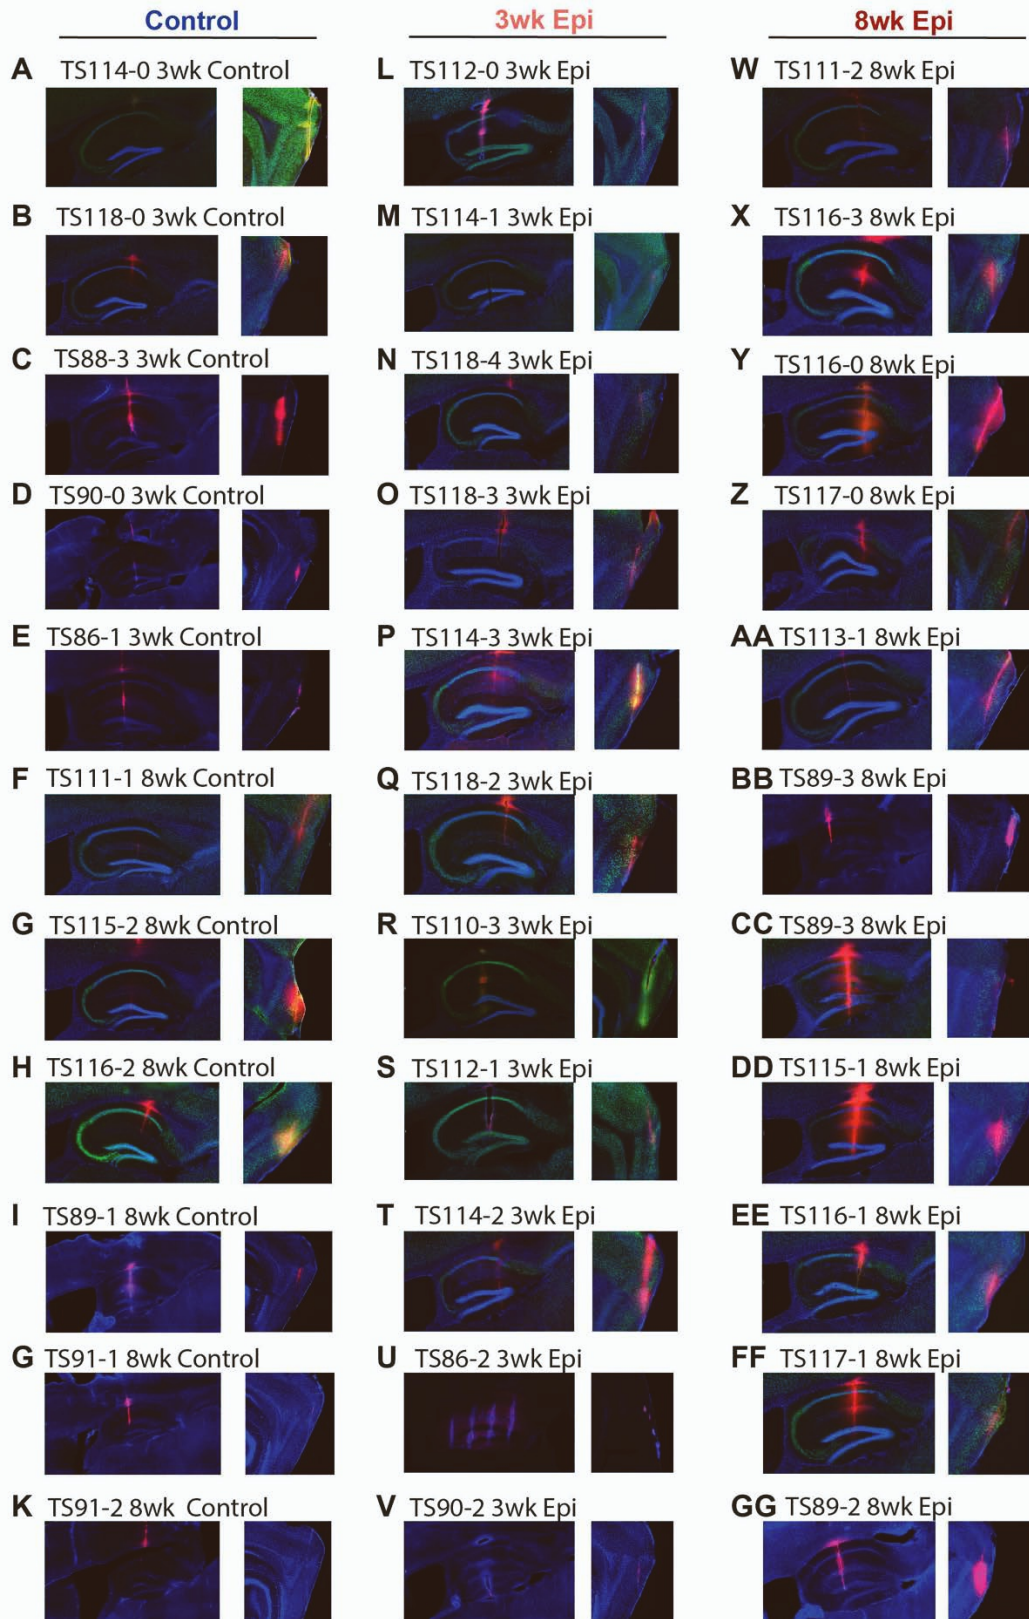 Control
3wk Epi
8wk Epi
A TS114-0 3wk Control
L TS112-0 3wk Epi
W TS111-2 8wk Epi
B TS118-0 3wk Control
M TS114-1 3wk Epi
X TS116-3 8wk Epi
C TS88-3 3wk Control
N TS118-4 3wk Epi
Y TS116-0 8wk Epi
D TS90-0 3wk Control
O TS118-3 3wk Epi
Z TS117-0 8wk Epi
E TS86-1 3wk Control
P TS114-3 3wk Epi
AA TS113-1 8wk Epi
F TS111-1 8wk Control
Q TS118-2 3wk Epi
BB TS89-3 8wk Epi
G TS115-2 8wk Control
R TS110-3 3wk Epi
CC TS89-3 8wk Epi
H TS116-2 8wk Control
S TS112-1 3wk Epi
DD TS115-1 8wk Epi
I TS89-1 8wk Control
T TS114-2 3wk Epi
EE TS116-1 8wk Epi
G TS91-1 8wk Control
U TS86-2 3wk Epi
FF TS117-1 8wk Epi
K TS91-2 8wk Control
V TS90-2 3wk Epi
GG TS89-2 8wk Epi